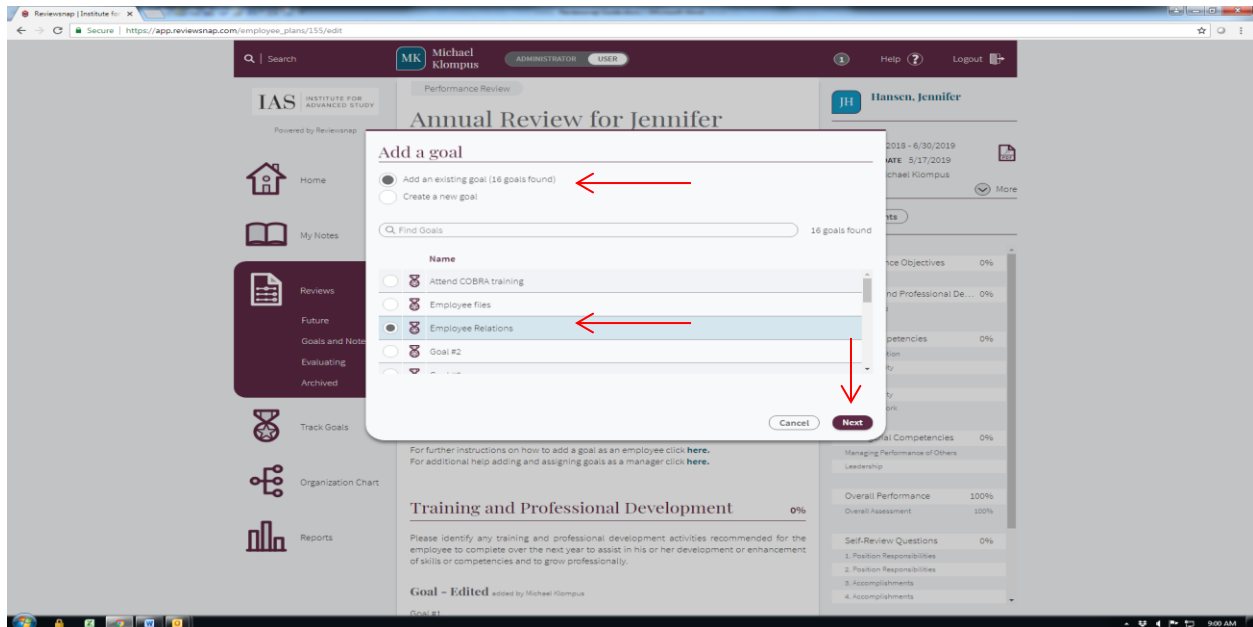 Reviewsnap | Institute for
Secure | https://app.reviewsnap.com/employee_plans/155/edit
Search
MK
Michael Klompus
ADMINISTRATOR USER
1
Help ?
Logout
IAS INSTITUTE FOR ADVANCED STUDY
Powered by Reviewsnap
Home
My Notes
Reviews
Future
Goals and Note
Evaluating
Archived
Track Goals
Organization Chart
Reports
Performance Review
Annual Review for Jennifer
Add a goal
Add an existing goal (16 goals found)
Create a new goal
Find Goals
16 goals found
Name
Attend COBRA training
Employee files
Employee Relations
Goal #2
Cancel
Next
For further instructions on how to add a goal as an employee click here.
For additional help adding and assigning goals as a manager click here.
Training and Professional Development 0%
Please identify any training and professional development activities recommended for the
employee to complete over the next year to assist in his or her development or enhancement
of skills or competencies and to grow professionally.
Goal - Edited added by Michael Klompus
Goal #1
JH
Hansen, Jennifer
2018 - 6/30/2019
DATE 5/17/2019
chael Klompus
More
nts
nce Objectives 0%
nd Professional De... 0%
petencies 0%
tion
ity
ty
ork
rial Competencies 0%
Managing Performance of Others
Leadership
Overall Performance 100%
Overall Assessment 100%
Self-Review Questions 0%
1. Position Responsibilities
2. Position Responsibilities
3. Accomplishments
4. Accomplishments
9:00 AM